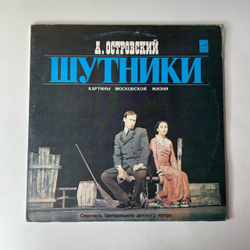 А. ОСТРОВСКИЙ
ШУТНИКИ
КАРТИНЫ МОСКОВСКОЙ ЖИЗНИ
Спектакль Центрального детского театра